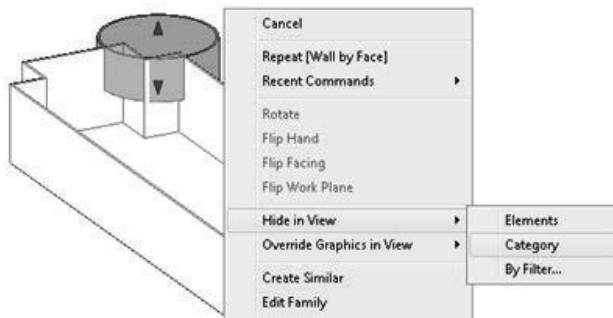 Cancel
Repeat [Wall by Face]
Recent Commands
Rotate
Flip Hand
Flip Facing
Flip Work Plane
Hide in View
Override Graphics in View
Create Similar
Edit Family
Elements
Category
By Filter...